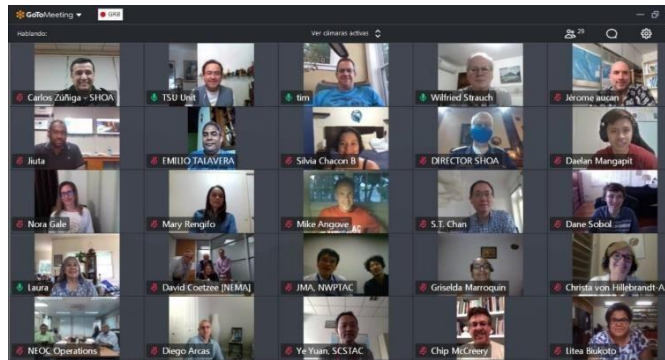 GoToMeeting
GRB
Hablando:
Ver cámaras activas
29
Carlos Zúñiga - SHOA
TSU Unit
tim
Wilfried Strauch
Jérome aucan
Jiuta
EMILIO TALAVERA
Silvia Chacon B
DIRECTOR SHOA
Daelan Mangapit
Nora Gale
Mary Rengifo
Mike Angove
S.T. Chan
Dane Sobol
Laura
David Coetzee [NEMA]
JMA, NWPTAC
Griselda Marroquin
Christa von Hillebrandt-A
NEOC Operations
Diego Arcas
Ye Yuan, SCSTAC
Chip McCreery
Litea Biukoto